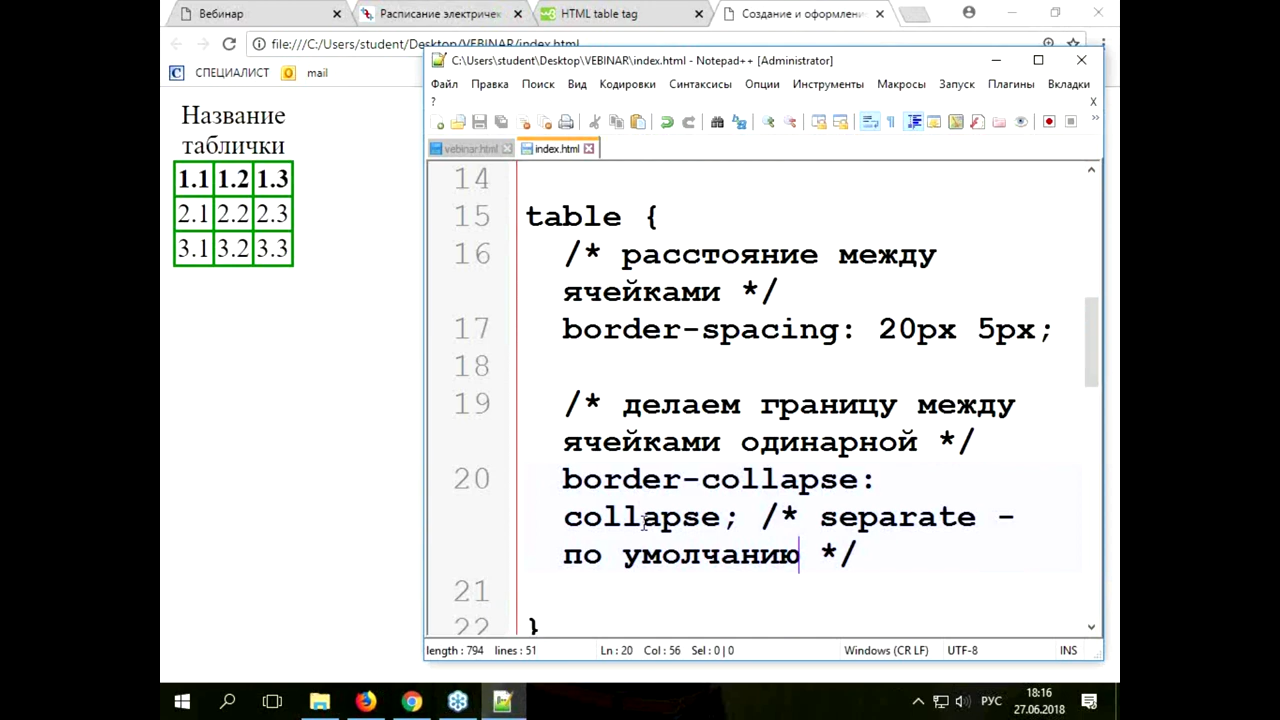 Вебинар
Расписание электричек
HTML table tag
Создание и оформлени
file:///C:/Users/student/Desktop/VEBINAR/index.html
СПЕЦИАЛИСТ
mail
Название
таблички
1.1 1.2 1.3
2.1 2.2 2.3
3.1 3.2 3.3
C:\Users\student\Desktop\VEBINAR\index.html - Notepad++ [Administrator]
Файл Правка Поиск Вид Кодировки Синтаксисы Опции Инструменты Макросы Запуск Плагины Вкладки
? X
vebinar.html
index.html
14
15 table {
16 /* расстояние между
ячейками */
17 border-spacing: 20px 5px;
18
19 /* делаем границу между
ячейками одинарной */
20 border-collapse:
collapse; /* separate -
по умолчанию */
21
22 }
length : 794 lines : 51 Ln : 20 Col : 56 Sel : 0 | 0 Windows (CR LF) UTF-8 INS
РУС
18:16
27.06.2018